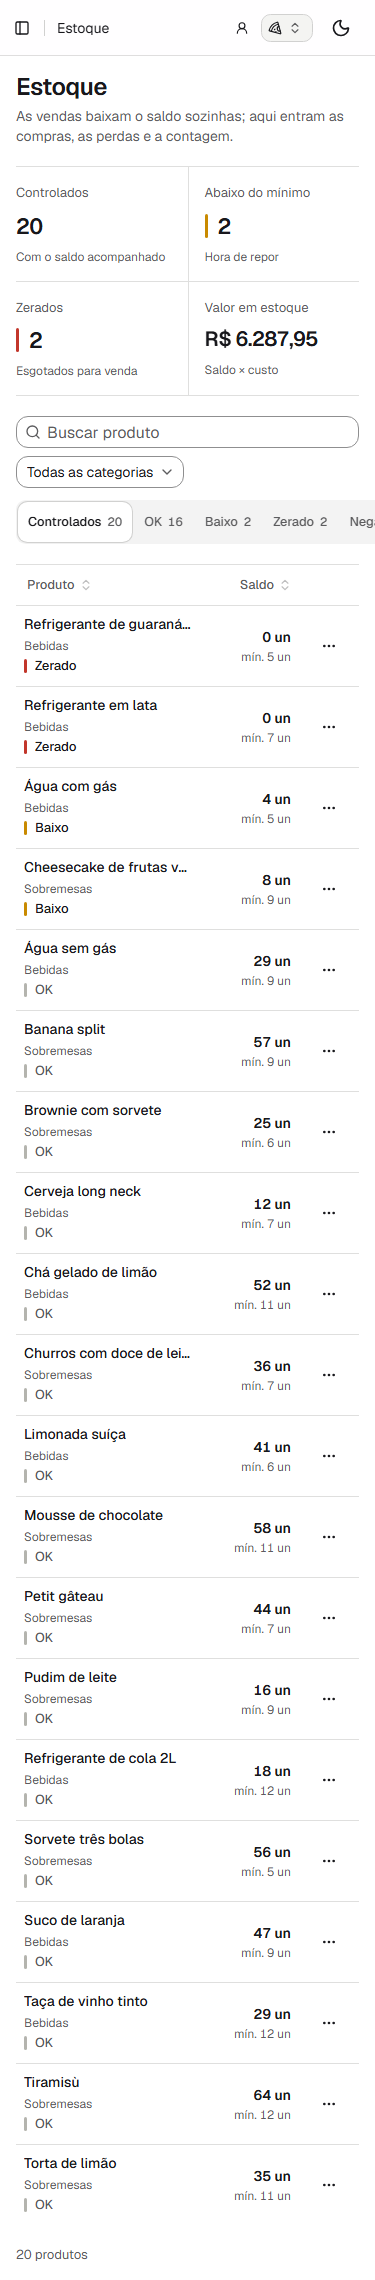 Estoque
Estoque
As vendas baixam o saldo sozinhas; aqui entram as
compras, as perdas e a contagem.
Controlados
20
Com o saldo acompanhado
Abaixo do mínimo
2
Hora de repor
Zerados
2
Esgotados para venda
Valor em estoque
R$ 6.287,95
Saldo × custo
Buscar produto
Todas as categorias
Controlados 20 OK 16 Baixo 2 Zerado 2 Neg
Produto Saldo
Refrigerante de guaraná...
Bebidas
Zerado
0 un
mín. 5 un
Refrigerante em lata
Bebidas
Zerado
0 un
mín. 7 un
Água com gás
Bebidas
Baixo
4 un
mín. 5 un
Cheesecake de frutas v...
Sobremesas
Baixo
8 un
mín. 9 un
Água sem gás
Bebidas
OK
29 un
mín. 9 un
Banana split
Sobremesas
OK
57 un
mín. 9 un
Brownie com sorvete
Sobremesas
OK
25 un
mín. 6 un
Cerveja long neck
Bebidas
OK
12 un
mín. 7 un
Chá gelado de limão
Bebidas
OK
52 un
mín. 11 un
Churros com doce de lei...
Sobremesas
OK
36 un
mín. 7 un
Limonada suíça
Bebidas
OK
41 un
mín. 6 un
Mousse de chocolate
Sobremesas
OK
58 un
mín. 11 un
Petit gâteau
Sobremesas
OK
44 un
mín. 7 un
Pudim de leite
Sobremesas
OK
16 un
mín. 9 un
Refrigerante de cola 2L
Bebidas
OK
18 un
mín. 12 un
Sorvete três bolas
Sobremesas
OK
56 un
mín. 5 un
Suco de laranja
Bebidas
OK
47 un
mín. 9 un
Taça de vinho tinto
Bebidas
OK
29 un
mín. 12 un
Tiramisù
Sobremesas
OK
64 un
mín. 12 un
Torta de limão
Sobremesas
OK
35 un
mín. 11 un
20 produtos